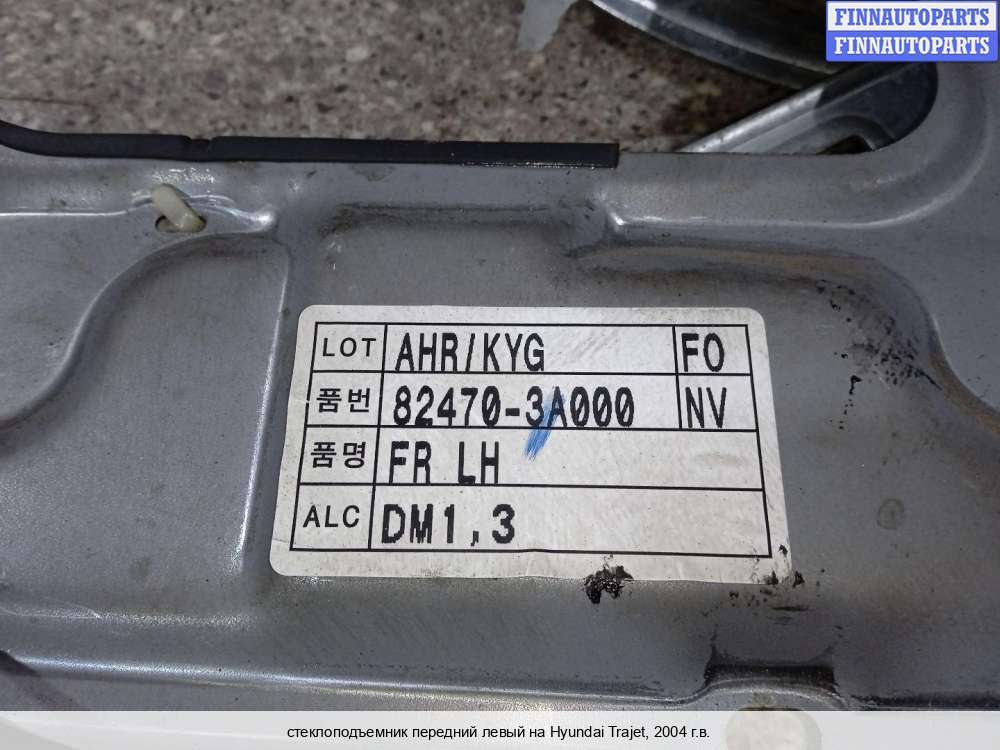 FINNAUTOPARTS
FINNAUTOPARTS
LOT AHR/KYG FO
품번 82470-3A000 NV
품명 FR LH
ALC DM1,3
стеклоподъемник передний левый на Hyundai Trajet, 2004 г.в.